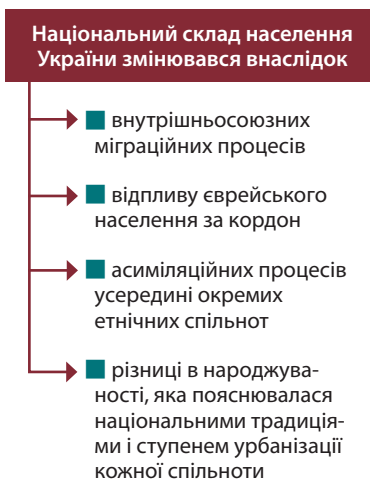 Національний склад населення
України змінювався внаслідок
внутрішньосоюзних
міграційних процесів
відпливу єврейського
населення за кордон
асиміляційних процесів
усередині окремих
етнічних спільнот
різниці в народжува-
ності, яка пояснювалася
національними традиція-
ми і ступенем урбанізації
кожної спільноти